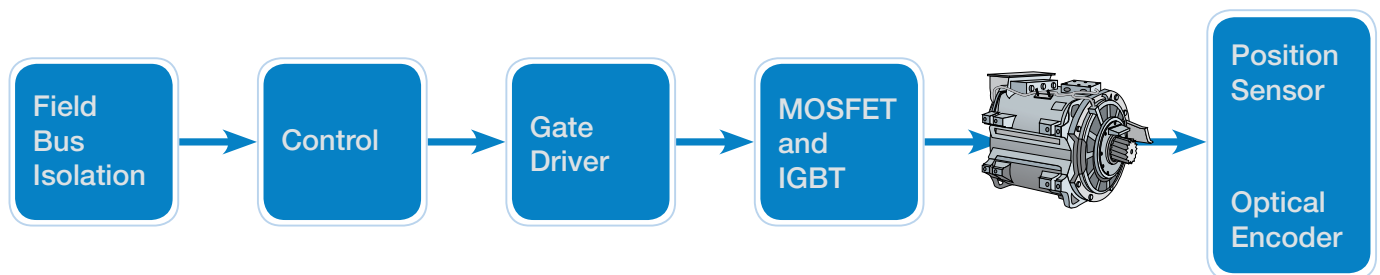 Field
Bus
Isolation
Control
Gate
Driver
MOSFET
and
IGBT
Position
Sensor
Optical
Encoder